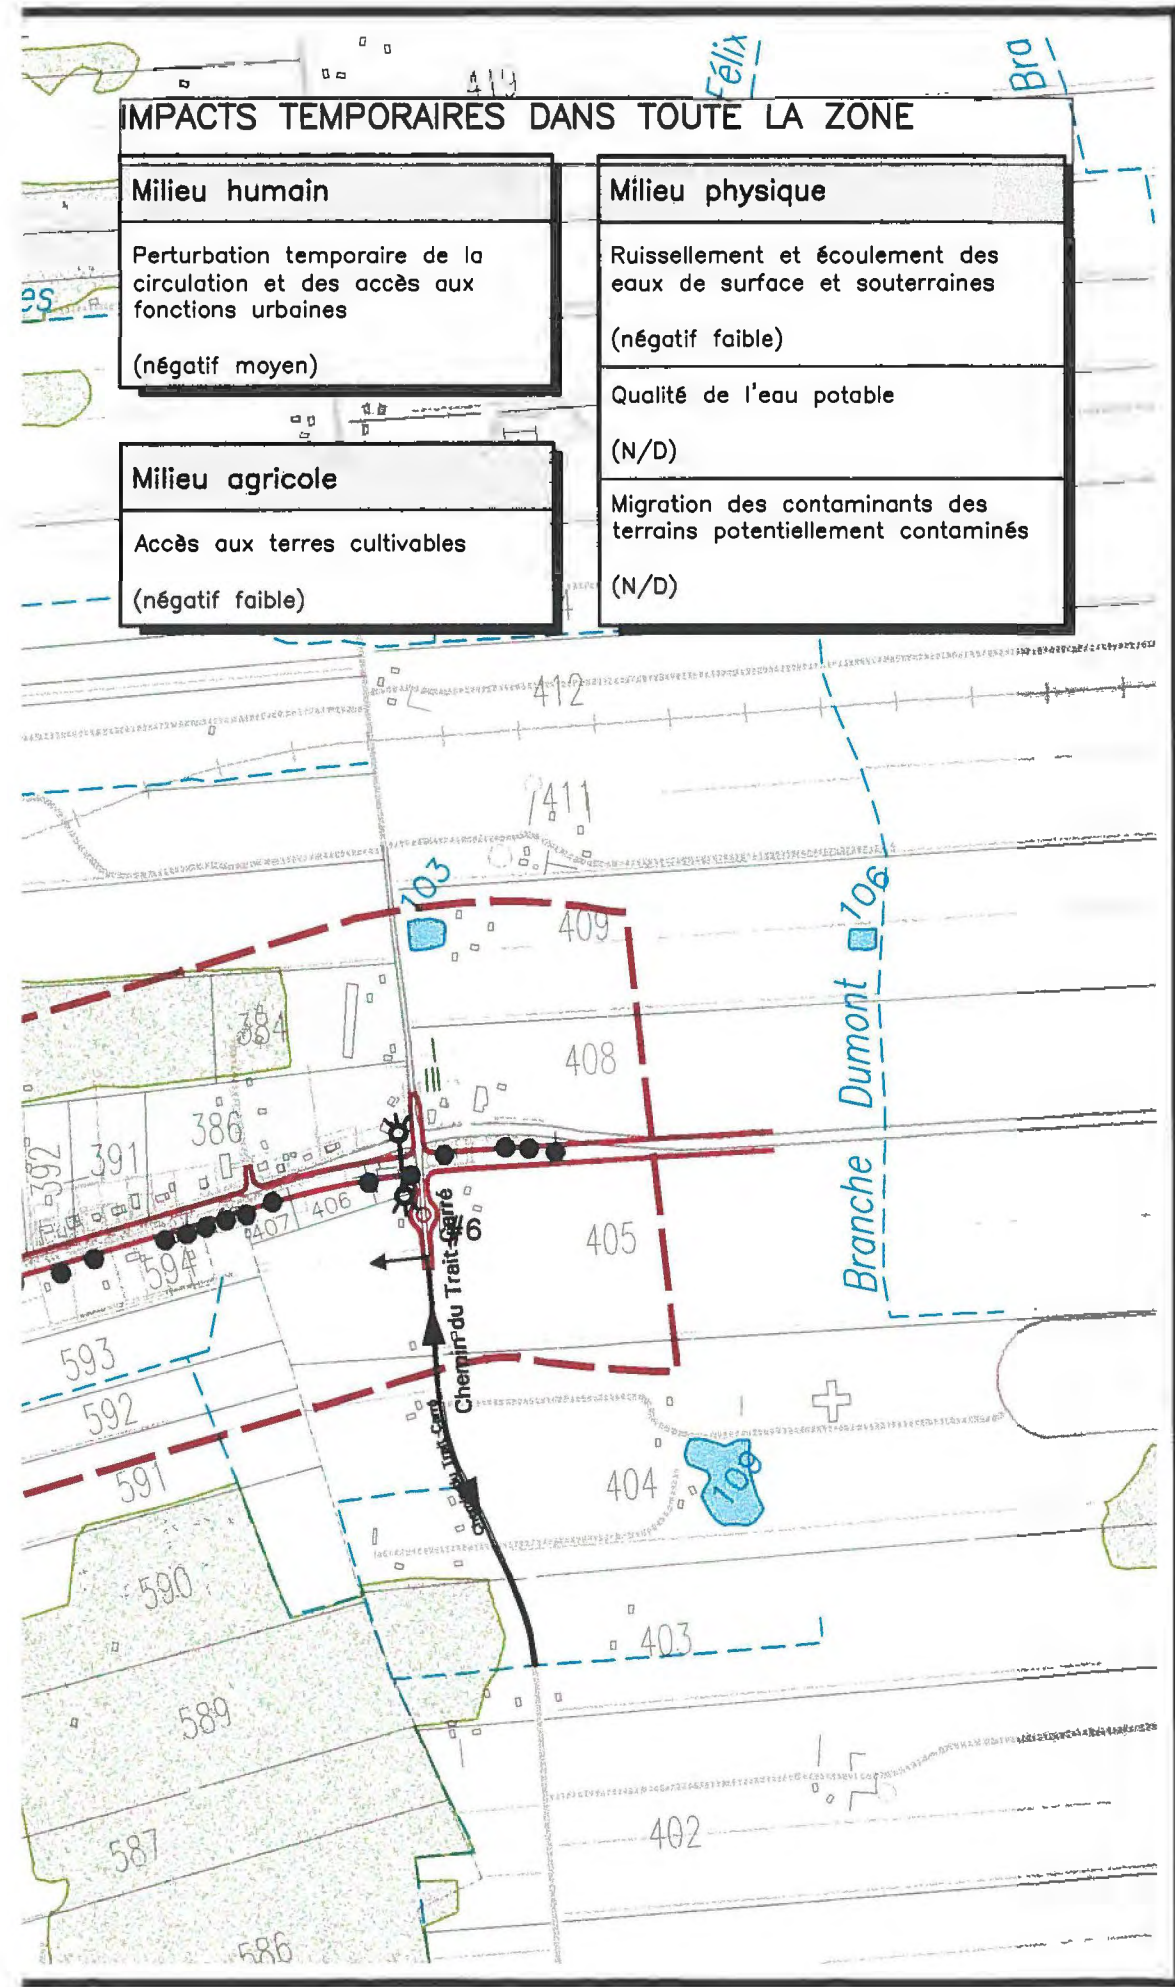 Félix
Bra
IMPACTS TEMPORAIRES DANS TOUTE LA ZONE
Milieu humain
Perturbation temporaire de la
circulation et des accès aux
fonctions urbaines
(négatif moyen)
Milieu agricole
Accès aux terres cultivables
(négatif faible)
Milieu physique
Ruissellement et écoulement des
eaux de surface et souterraines
(négatif faible)
Qualité de l'eau potable
(N/D)
Migration des contaminants des
terrains potentiellement contaminés
(N/D)
es
412
411
103
409
106
384
408
Branche Dumont
386
391
392
406
407
405
594
Chemin du Trait-Carré
593
592
591
404
109
590
403
589
402
587
586